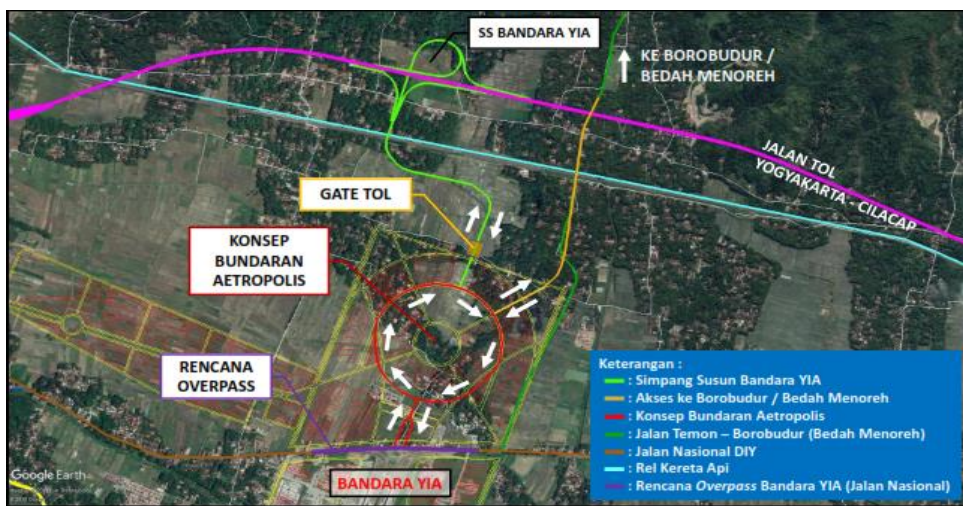 SS BANDARA YIA
KE BOROBUDUR /
BEDAH MENOREH
JALAN TOL
YOGYAKARTA - CILACAP
GATE TOL
KONSEP
BUNDARAN
AETROPOLIS
RENCANA
OVERPASS
BANDARA YIA
Keterangan :
: Simpang Susun Bandara YIA
: Akses ke Borobudur / Bedah Menoreh
: Konsep Bundaran Aetropolis
: Jalan Temon – Borobudur (Bedah Menoreh)
: Jalan Nasional DIY
: Rel Kereta Api
: Rencana Overpass Bandara YIA (Jalan Nasional)
Google Earth